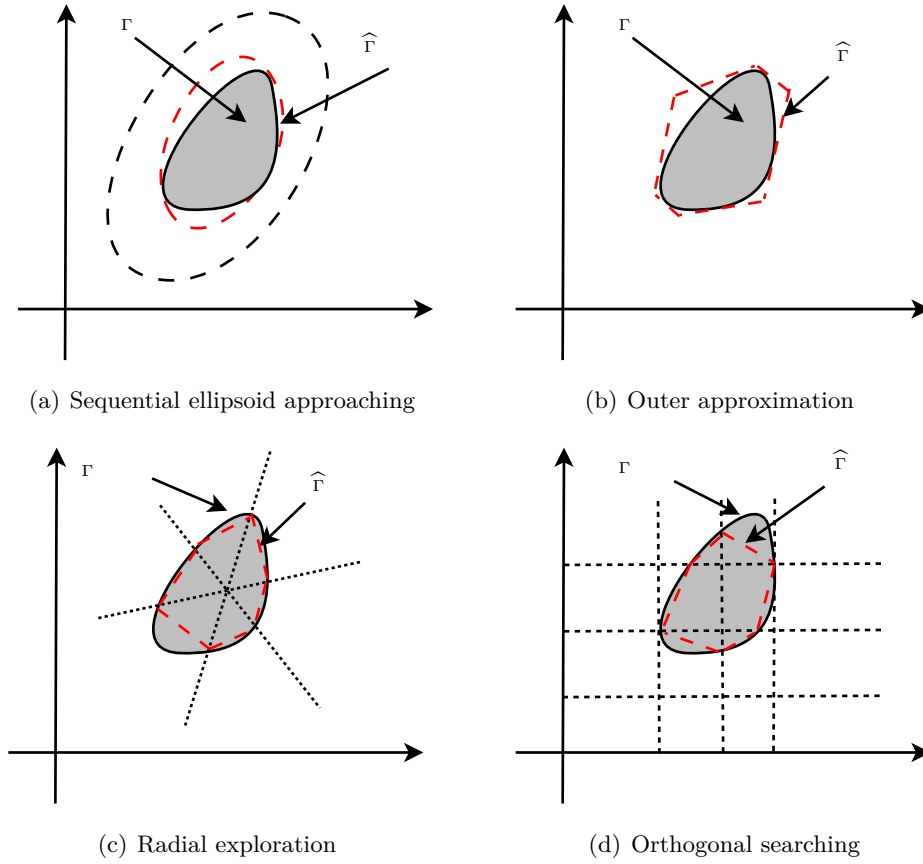 Γ
Γ̂
Γ
Γ̂
(a) Sequential ellipsoid approaching
(b) Outer approximation
Γ
Γ̂
Γ
Γ̂
(c) Radial exploration
(d) Orthogonal searching